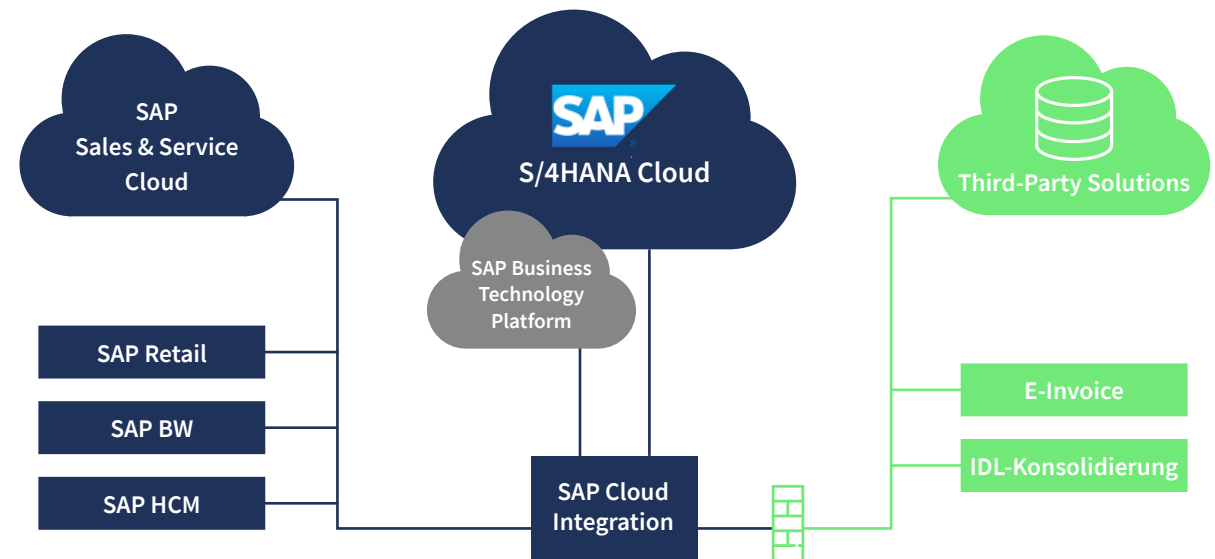 SAP
Sales & Service
Cloud
SAP
®
S/4HANA Cloud
Third-Party Solutions
SAP Business
Technology
Platform
SAP Retail
SAP BW
SAP HCM
SAP Cloud
Integration
E-Invoice
IDL-Konsolidierung